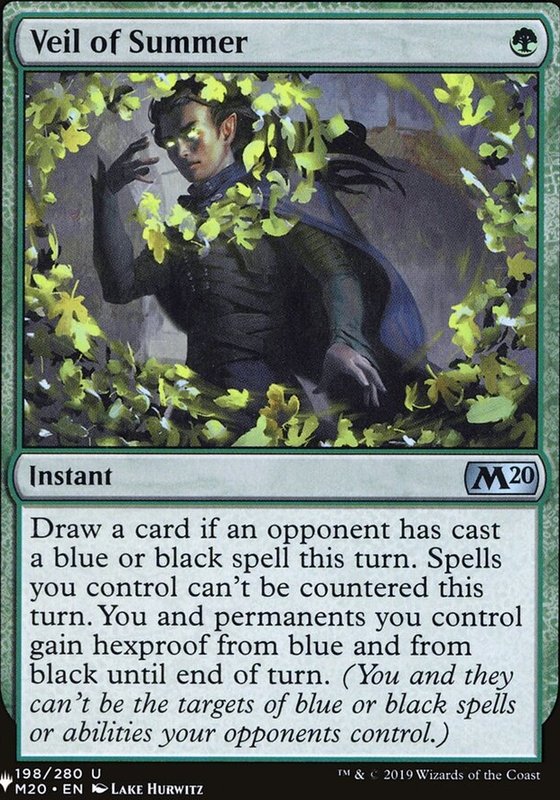 Veil of Summer
Instant
M20
Draw a card if an opponent has cast
a blue or black spell this turn. Spells
you control can't be countered this
turn. You and permanents you control
gain hexproof from blue and from
black until end of turn. (You and they
can't be the targets of blue or black spells
or abilities your opponents control.)
198/280 U
M20 • EN Lake Hurwitz
™ & © 2019 Wizards of the Coast